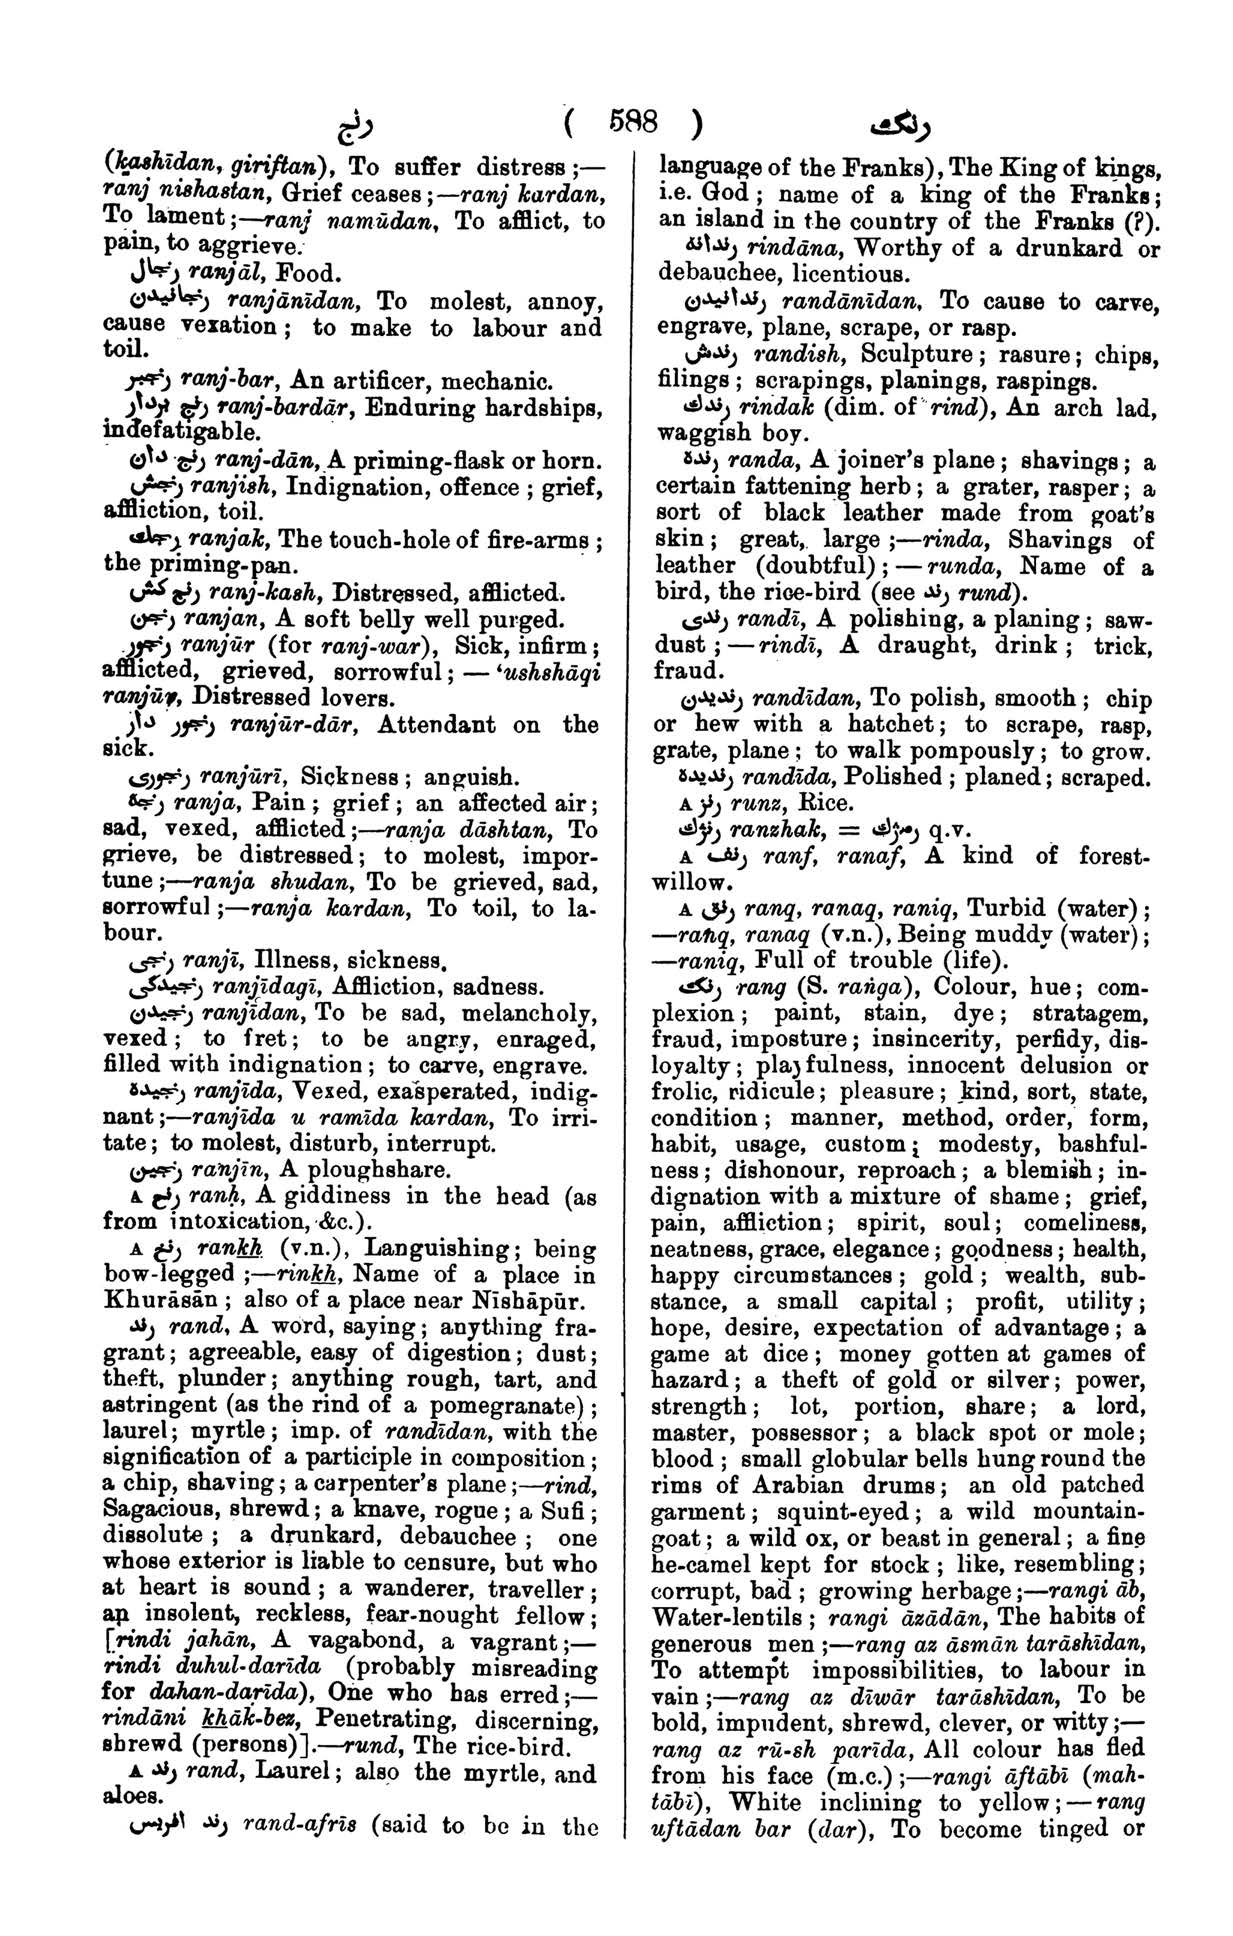 رنج ( 588 ) رنگ
(kashīdan, giriftan), To suffer distress ;—
ranj nishastan, Grief ceases ;—ranj kardan,
To lament ;—ranj namūdan, To afflict, to
pain, to aggrieve.
رنجال ranjāl, Food.
رنجانیدن ranjānīdan, To molest, annoy,
cause vexation ; to make to labour and
toil.
رنجبر ranj-bar, An artificer, mechanic.
رنج بردار ranj-bardār, Enduring hardships,
indefatigable.
رنج دان ranj-dān, A priming-flask or horn.
رنجش ranjish, Indignation, offence ; grief,
affliction, toil.
رنجك ranjak, The touch-hole of fire-arms ;
the priming-pan.
رنج کش ranj-kash, Distressed, afflicted.
رنجن ranjan, A soft belly well purged.
رنجور ranjūr (for ranj-war), Sick, infirm ;
afflicted, grieved, sorrowful ; — ‘ushshāqi
ranjūr, Distressed lovers.
رنجور دار ranjūr-dār, Attendant on the
sick.
رنجوری ranjūrī, Sickness ; anguish.
رنجه ranja, Pain ; grief ; an affected air ;
sad, vexed, afflicted ;—ranja dāshtan, To
grieve, be distressed ; to molest, impor-
tune ;—ranja shudan, To be grieved, sad,
sorrowful ;—ranja kardan, To toil, to la-
bour.
رنجی ranjī, Illness, sickness.
رنجیدگی ranjīdagī, Affliction, sadness.
رنجیدن ranjīdan, To be sad, melancholy,
vexed ; to fret ; to be angry, enraged,
filled with indignation ; to carve, engrave.
رنجیده ranjīda, Vexed, exasperated, indig-
nant ;—ranjīda u ramīda kardan, To irri-
tate ; to molest, disturb, interrupt.
رنجین ranjīn, A ploughshare.
A رنح ranḥ, A giddiness in the head (as
from intoxication, &c.).
A رنخ rankh (v.n.), Languishing ; being
bow-legged ;—rinkh, Name of a place in
Khurāsān ; also of a place near Nīshāpūr.
رند rand, A word, saying ; anything fra-
grant ; agreeable, easy of digestion ; dust ;
theft, plunder ; anything rough, tart, and
astringent (as the rind of a pomegranate) ;
laurel ; myrtle ; imp. of randīdan, with the
signification of a participle in composition ;
a chip, shaving ; a carpenter’s plane ;—rind,
Sagacious, shrewd ; a knave, rogue ; a Sufi ;
dissolute ; a drunkard, debauchee ; one
whose exterior is liable to censure, but who
at heart is sound ; a wanderer, traveller ;
an insolent, reckless, fear-nought fellow ;
[rindi jahān, A vagabond, a vagrant ;—
rindi duhul-darīda (probably misreading
for dahan-darīda), One who has erred ;—
rindāni khāk-bez, Penetrating, discerning,
shrewd (persons)].—rund, The rice-bird.
A رند rand, Laurel ; also the myrtle, and
aloes.
رند افریس rand-afrīs (said to be in the
language of the Franks), The King of kings,
i.e. God ; name of a king of the Franks ;
an island in the country of the Franks (?).
رندانه rindāna, Worthy of a drunkard or
debauchee, licentious.
رندانیدن randānīdan, To cause to carve,
engrave, plane, scrape, or rasp.
رندش randish, Sculpture ; rasure ; chips,
filings ; scrapings, planings, raspings.
رندك rindak (dim. of rind), An arch lad,
waggish boy.
رنده randa, A joiner’s plane ; shavings ; a
certain fattening herb ; a grater, rasper ; a
sort of black leather made from goat’s
skin ; great, large ;—rinda, Shavings of
leather (doubtful) ; — runda, Name of a
bird, the rice-bird (see رند rund).
رندی randī, A polishing, a planing ; saw-
dust ; — rindī, A draught, drink ; trick,
fraud.
رندیدن randīdan, To polish, smooth ; chip
or hew with a hatchet ; to scrape, rasp,
grate, plane ; to walk pompously ; to grow.
رندیده randīda, Polished ; planed ; scraped.
A رنز runz, Rice.
رنژك ranzhak, = رمژك q.v.
A رنف ranf, ranaf, A kind of forest-
willow.
A رنق ranq, ranaq, raniq, Turbid (water) ;
—ranq, ranaq (v.n.), Being muddy (water) ;
—raniq, Full of trouble (life).
رنگ rang (S. raṅga), Colour, hue ; com-
plexion ; paint, stain, dye ; stratagem,
fraud, imposture ; insincerity, perfidy, dis-
loyalty ; playfulness, innocent delusion or
frolic, ridicule ; pleasure ; kind, sort, state,
condition ; manner, method, order, form,
habit, usage, custom ; modesty, bashful-
ness ; dishonour, reproach ; a blemish ; in-
dignation with a mixture of shame ; grief,
pain, affliction ; spirit, soul ; comeliness,
neatness, grace, elegance ; goodness ; health,
happy circumstances ; gold ; wealth, sub-
stance, a small capital ; profit, utility ;
hope, desire, expectation of advantage ; a
game at dice ; money gotten at games of
hazard ; a theft of gold or silver ; power,
strength ; lot, portion, share ; a lord,
master, possessor ; a black spot or mole ;
blood ; small globular bells hung round the
rims of Arabian drums ; an old patched
garment ; squint-eyed ; a wild mountain-
goat ; a wild ox, or beast in general ; a fine
he-camel kept for stock ; like, resembling ;
corrupt, bad ; growing herbage ;—rangi āb,
Water-lentils ; rangi āzādān, The habits of
generous men ;—rang az āsmān tarāshīdan,
To attempt impossibilities, to labour in
vain ;—rang az dīwār tarāshīdan, To be
bold, impudent, shrewd, clever, or witty ;—
rang az rū-sh parīda, All colour has fled
from his face (m.c.) ;—rangi āftābī (mah-
tābī), White inclining to yellow ; — rang
uftādan bar (dar), To become tinged or